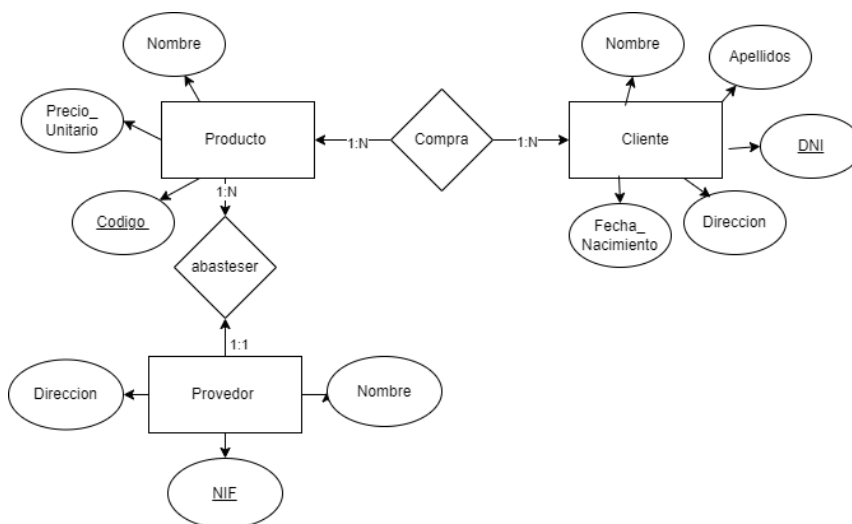 Nombre
Nombre
Apellidos
Precio_
Unitario
Producto
1:N
Compra
1:N
Cliente
DNI
1:N
Codigo_
Fecha_
Nacimiento
Direccion
abasteser
1:1
Direccion
Provedor
Nombre
NIF